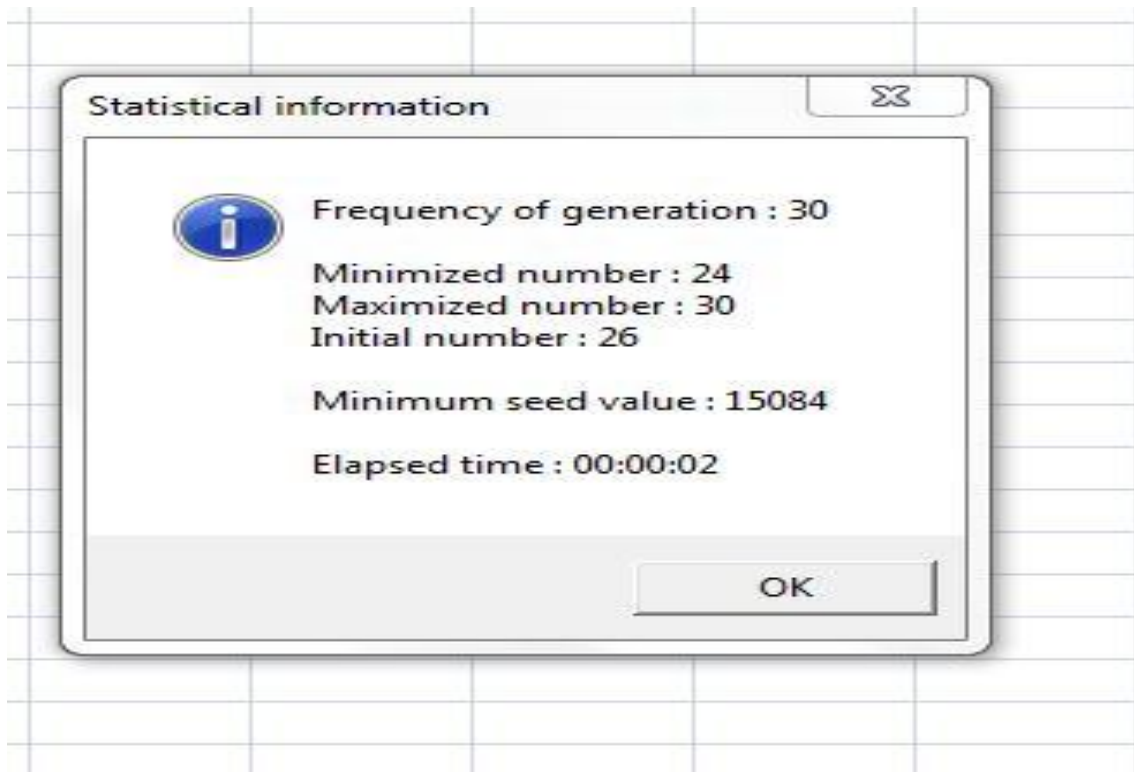 Statistical information
Frequency of generation : 30
Minimized number : 24
Maximized number : 30
Initial number : 26
Minimum seed value : 15084
Elapsed time : 00:00:02
OK